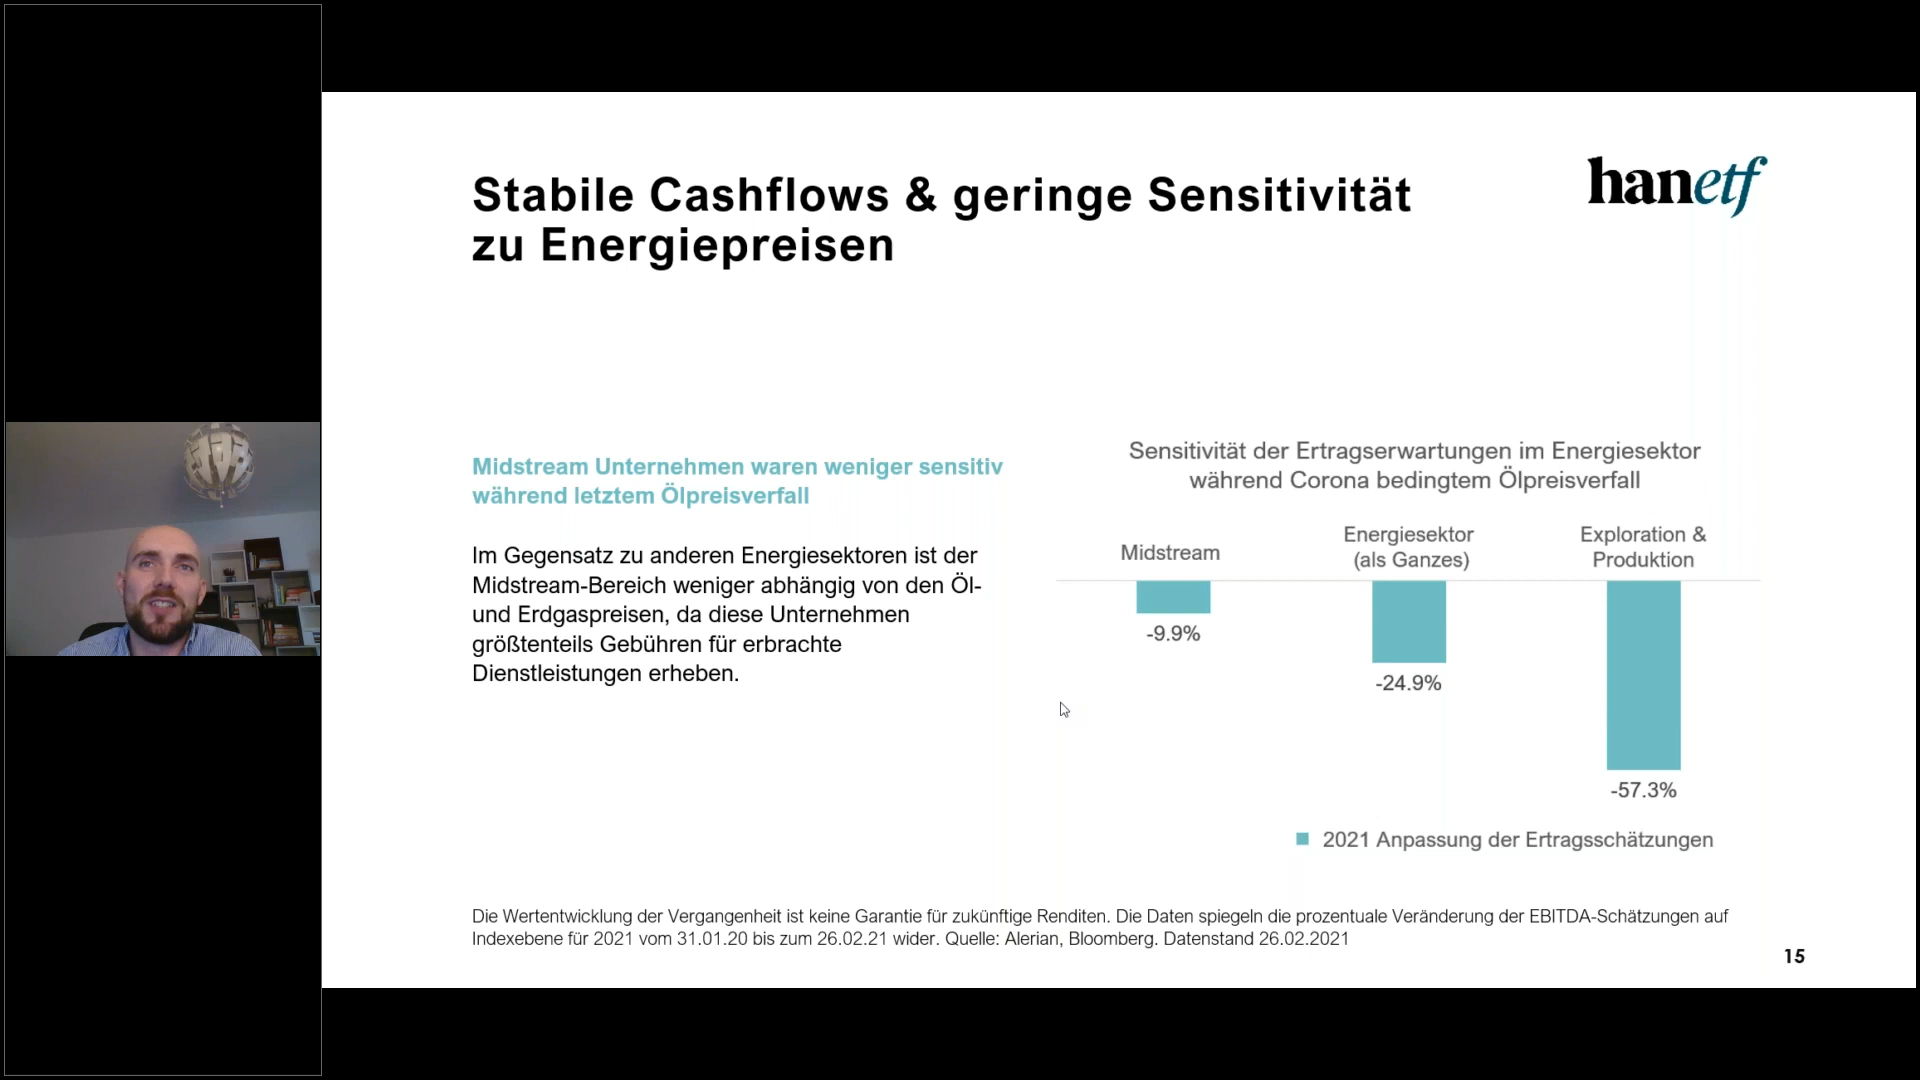 hanetf
Stabile Cashflows & geringe Sensitivität
zu Energiepreisen
Midstream Unternehmen waren weniger sensitiv
während letztem Ölpreisverfall
Im Gegensatz zu anderen Energiesektoren ist der
Midstream-Bereich weniger abhängig von den Öl-
und Erdgaspreisen, da diese Unternehmen
größtenteils Gebühren für erbrachte
Dienstleistungen erheben.
Sensitivität der Ertragserwartungen im Energiesektor
während Corona bedingtem Ölpreisverfall
Midstream
Energiesektor
(als Ganzes)
Exploration &
Produktion
-9.9%
-24.9%
-57.3%
2021 Anpassung der Ertragsschätzungen
Die Wertentwicklung der Vergangenheit ist keine Garantie für zukünftige Renditen. Die Daten spiegeln die prozentuale Veränderung der EBITDA-Schätzungen auf
Indexebene für 2021 vom 31.01.20 bis zum 26.02.21 wider. Quelle: Alerian, Bloomberg. Datenstand 26.02.2021
15